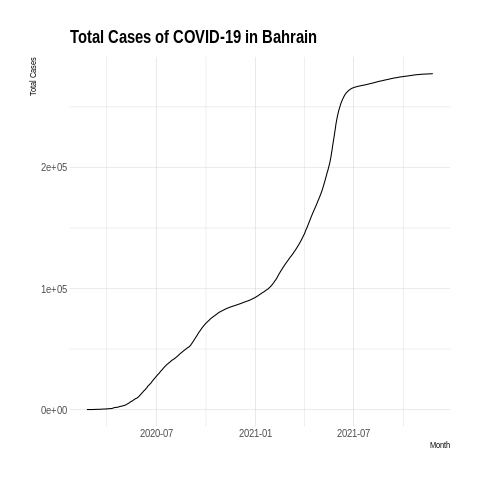 Total Cases of COVID-19 in Bahrain
Total Cases
2e+05
1e+05
0e+00
2020-07 2021-01 2021-07
Month